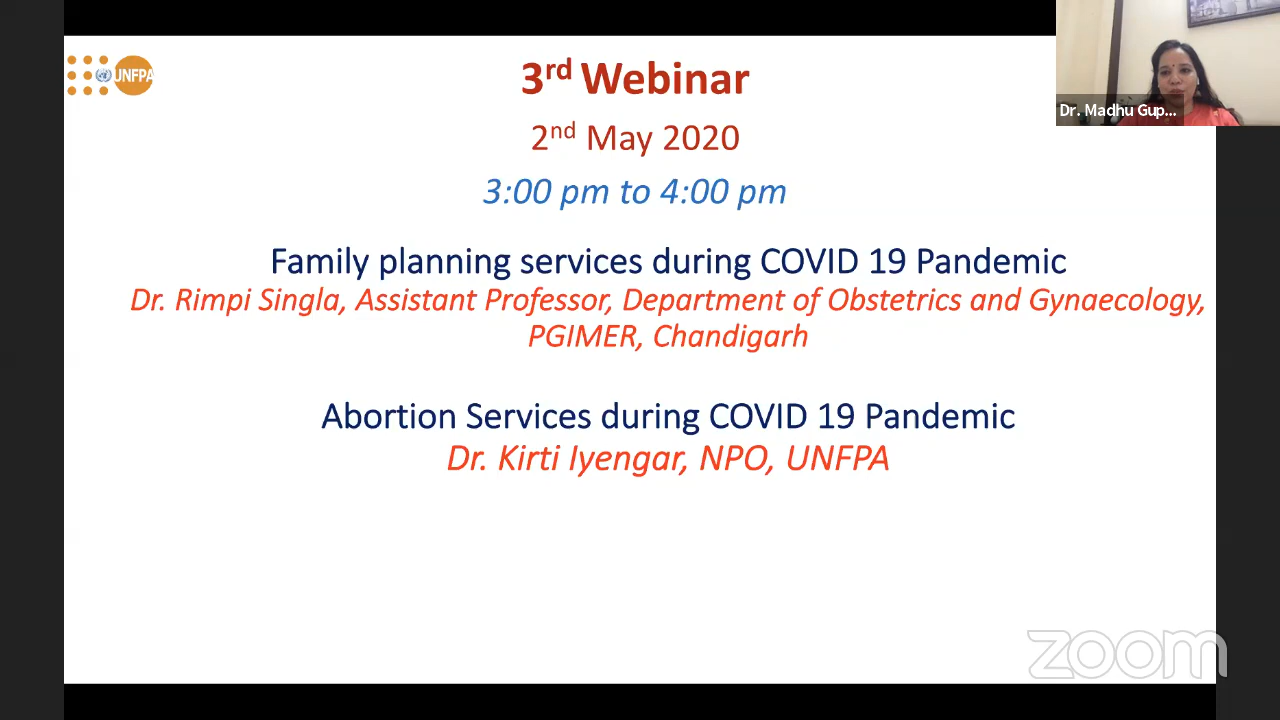 UNFPA
3rd Webinar
Dr. Madhu Gup...
2nd May 2020
3:00 pm to 4:00 pm
Family planning services during COVID 19 Pandemic
Dr. Rimpi Singla, Assistant Professor, Department of Obstetrics and Gynaecology,
PGIMER, Chandigarh
Abortion Services during COVID 19 Pandemic
Dr. Kirti Iyengar, NPO, UNFPA
zoom